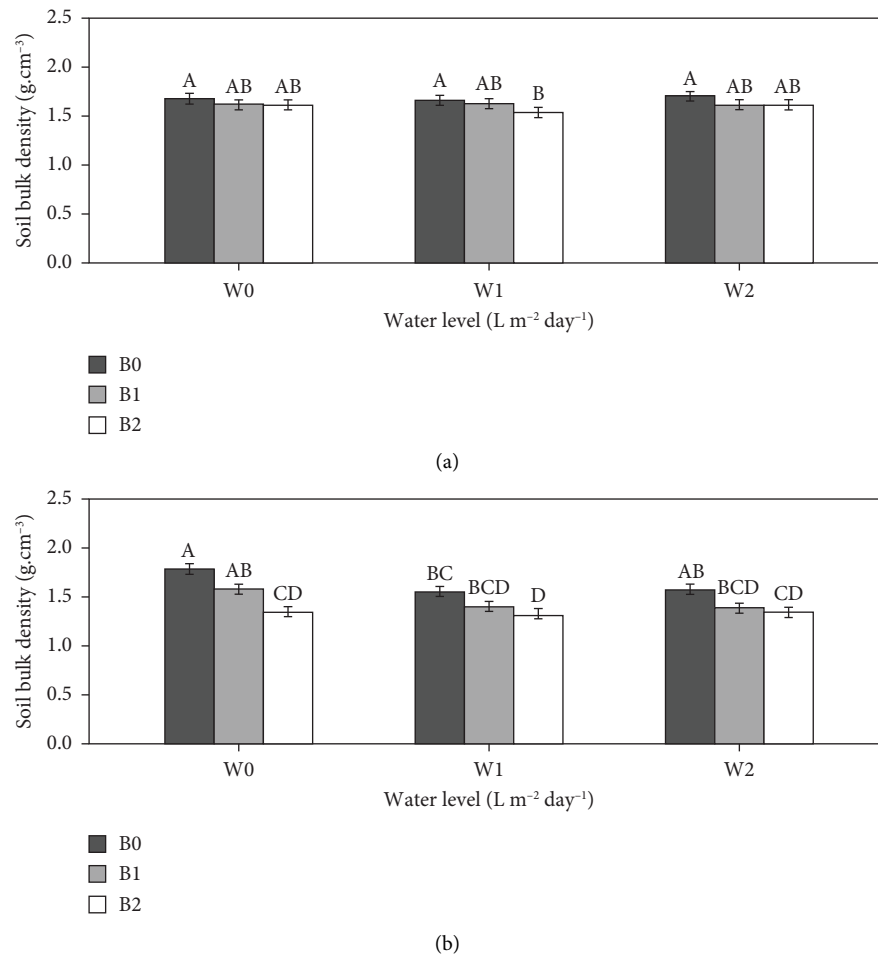 2.5
2.0
1.5
1.0
0.5
0.0
Soil bulk density (g.cm⁻³)
A AB AB A AB B A AB AB
W0 W1 W2
Water level (L m⁻² day⁻¹)
B0
B1
B2
(a)
2.5
2.0
1.5
1.0
0.5
0.0
Soil bulk density (g.cm⁻³)
A AB CD BC BCD D AB BCD CD
W0 W1 W2
Water level (L m⁻² day⁻¹)
B0
B1
B2
(b)